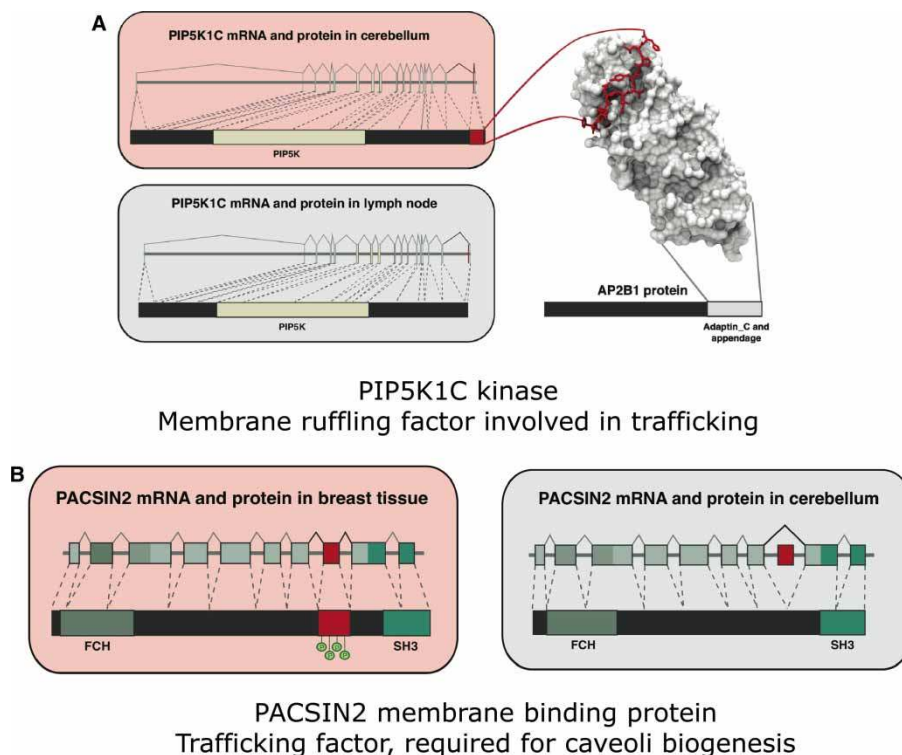 A
PIP5K1C mRNA and protein in cerebellum
PIP5K
PIP5K1C mRNA and protein in lymph node
PIP5K
AP2B1 protein
Adaptin_C and
appendage
PIP5K1C kinase
Membrane ruffling factor involved in trafficking
B
PACSIN2 mRNA and protein in breast tissue
FCH
P P P P
SH3
PACSIN2 mRNA and protein in cerebellum
FCH
SH3
PACSIN2 membrane binding protein
Trafficking factor, required for caveoli biogenesis